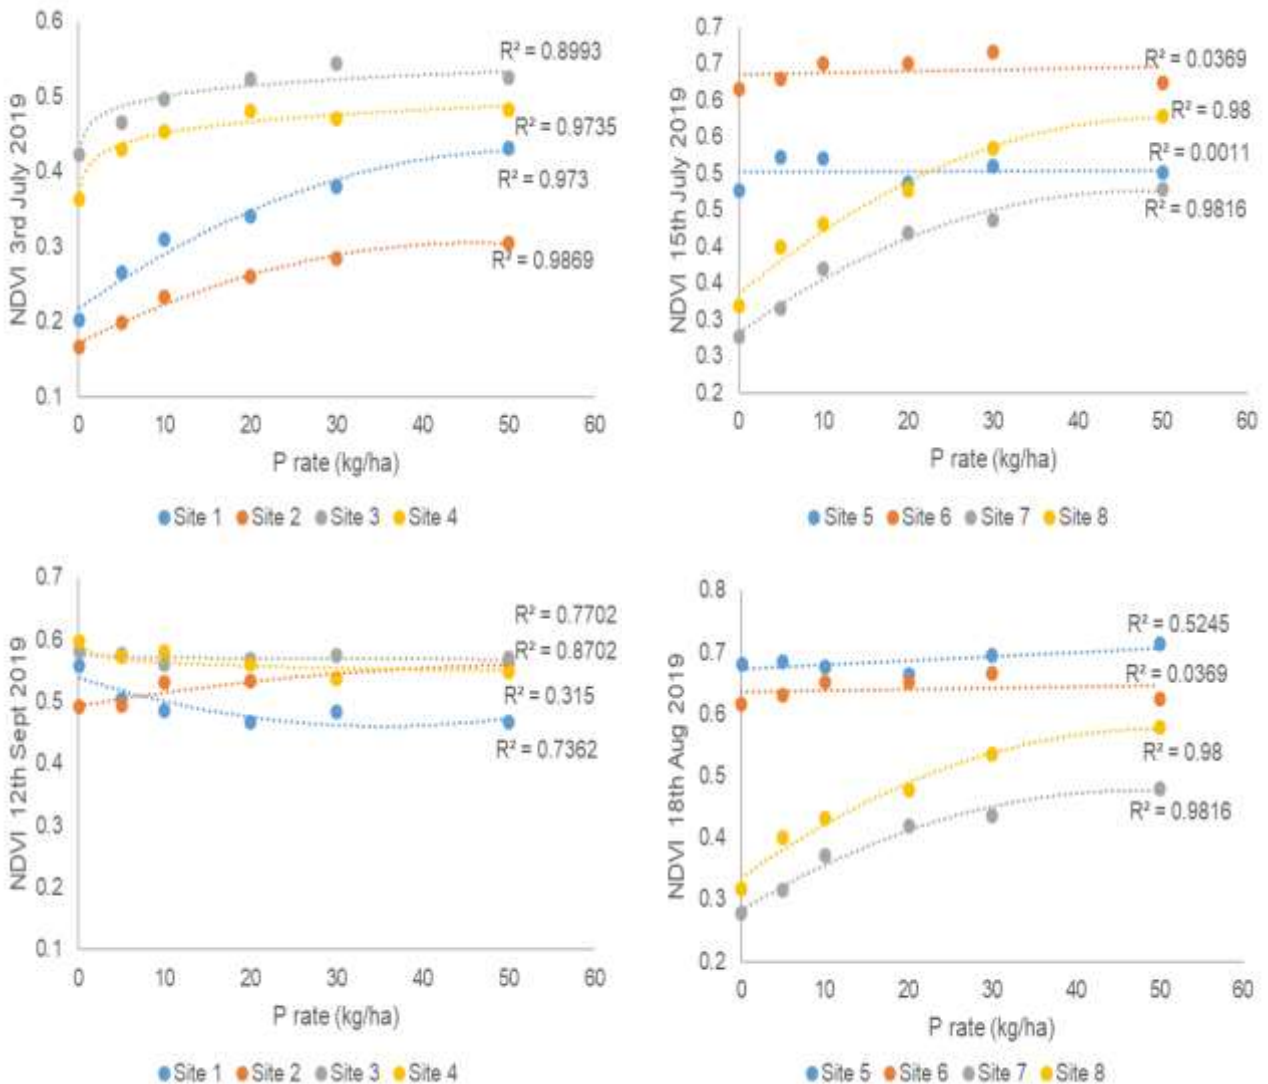 NDVI 3rd July 2019
0.6
0.5
0.4
0.3
0.2
0.1
R² = 0.8993
R² = 0.9735
R² = 0.973
R² = 0.9869
0 10 20 30 40 50 60
P rate (kg/ha)
Site 1 Site 2 Site 3 Site 4
NDVI 15th July 2019
0.7
0.7
0.6
0.6
0.5
0.5
0.4
0.4
0.3
0.3
0.2
R² = 0.0369
R² = 0.98
R² = 0.0011
R² = 0.9816
0 10 20 30 40 50 60
P rate (kg/ha)
Site 5 Site 6 Site 7 Site 8
NDVI 12th Sept 2019
0.7
0.6
0.5
0.4
0.3
0.2
0.1
R² = 0.7702
R² = 0.8702
R² = 0.315
R² = 0.7362
0 10 20 30 40 50 60
P rate (kg/ha)
Site 1 Site 2 Site 3 Site 4
NDVI 18th Aug 2019
0.8
0.7
0.6
0.5
0.4
0.3
0.2
R² = 0.5245
R² = 0.0369
R² = 0.98
R² = 0.9816
0 10 20 30 40 50 60
P rate (kg/ha)
Site 5 Site 6 Site 7 Site 8